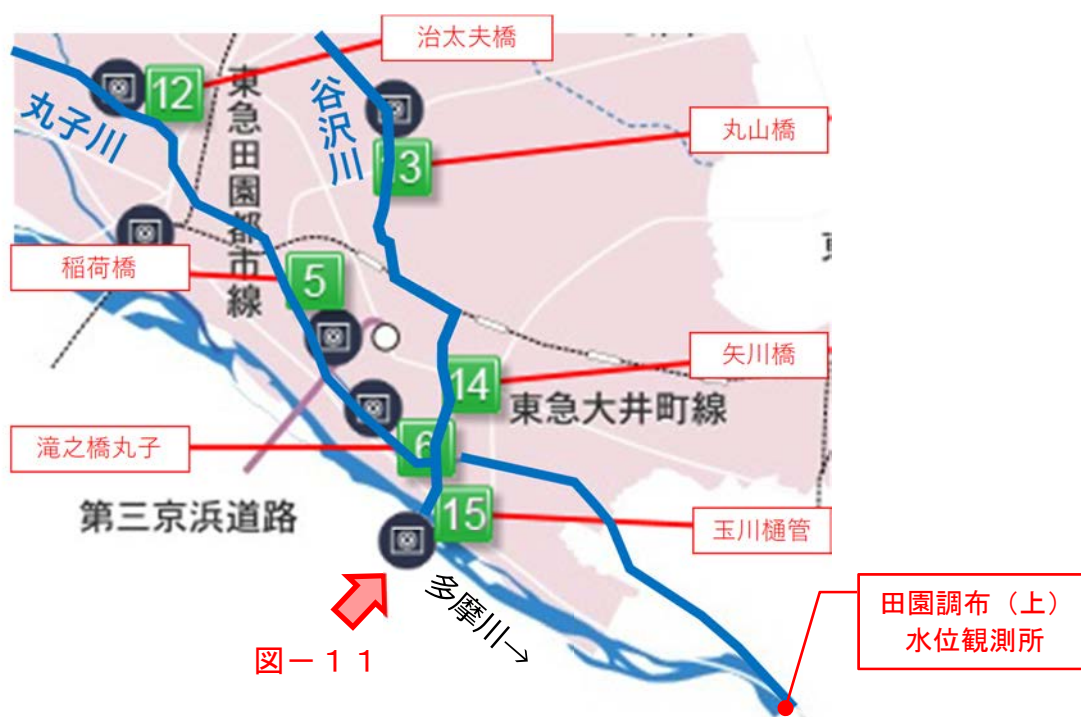 治太夫橋
12
東急田園都市線
谷沢川
丸子川
丸山橋
13
稲荷橋
5
矢川橋
14
東急大井町線
滝之橋丸子
6
第三京浜道路
15
玉川樋管
多摩川→
図－11
田園調布（上）
水位観測所